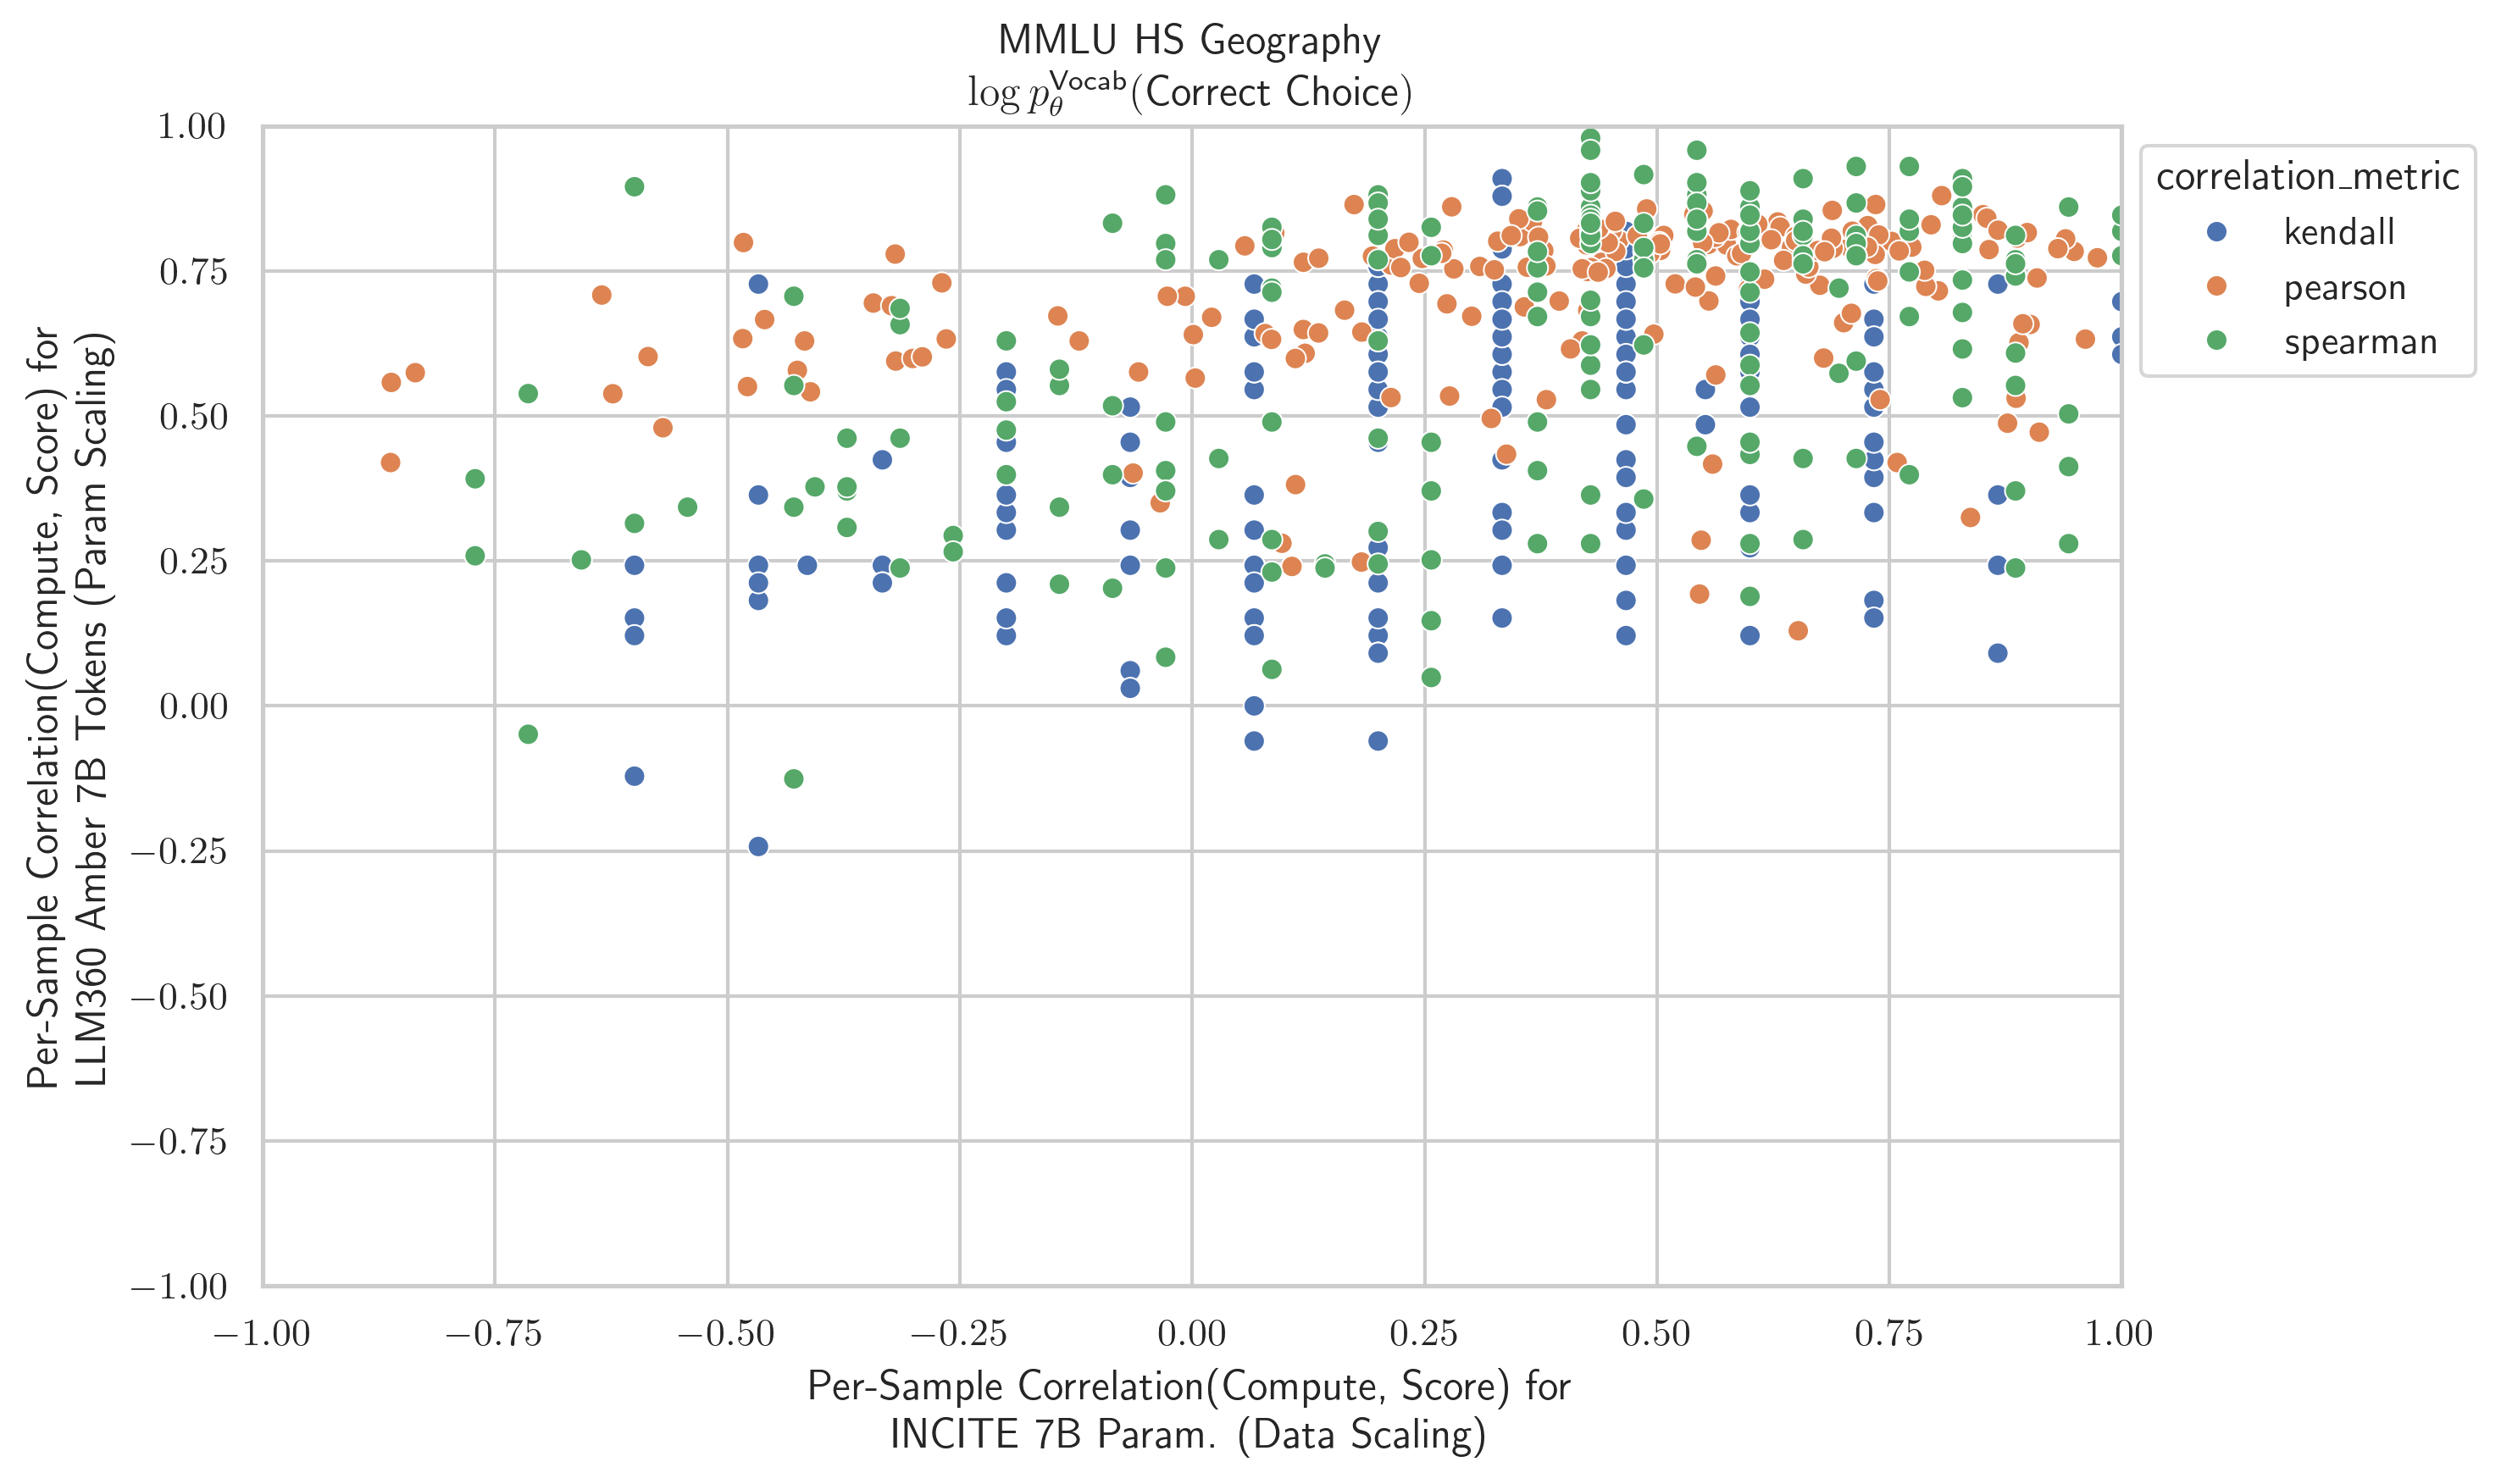 MMLU HS Geography
log p_θ^Vocab(Correct Choice)
Per-Sample Correlation(Compute, Score) for
LLM360 Amber 7B Tokens (Param Scaling)
1.00
0.75
0.50
0.25
0.00
−0.25
−0.50
−0.75
−1.00
correlation_metric
kendall
pearson
spearman
−1.00 −0.75 −0.50 −0.25 0.00 0.25 0.50 0.75 1.00
Per-Sample Correlation(Compute, Score) for
INCITE 7B Param. (Data Scaling)